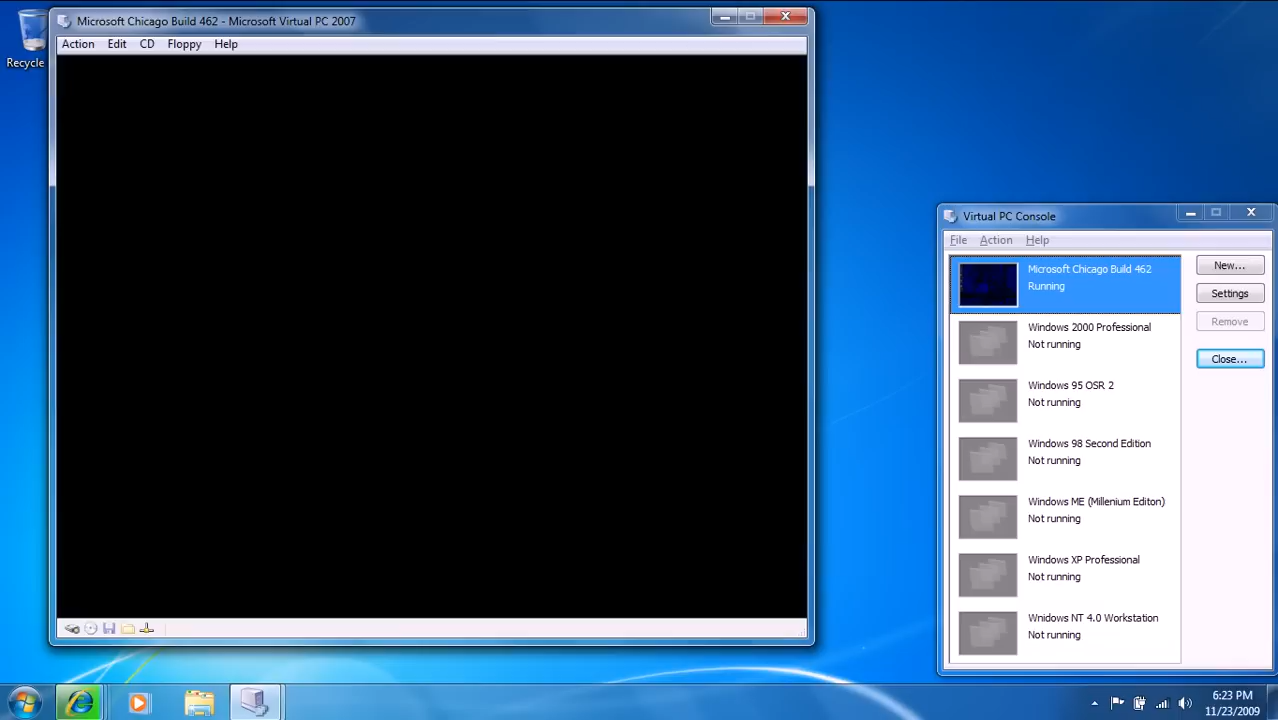 Recycle
Microsoft Chicago Build 462 - Microsoft Virtual PC 2007
Action Edit CD Floppy Help
Virtual PC Console
File Action Help
Microsoft Chicago Build 462
Running
Windows 2000 Professional
Not running
Windows 95 OSR 2
Not running
Windows 98 Second Edition
Not running
Windows ME (Millenium Editon)
Not running
Windows XP Professional
Not running
Wnidows NT 4.0 Workstation
Not running
New...
Settings
Remove
Close...
6:23 PM
11/23/2009